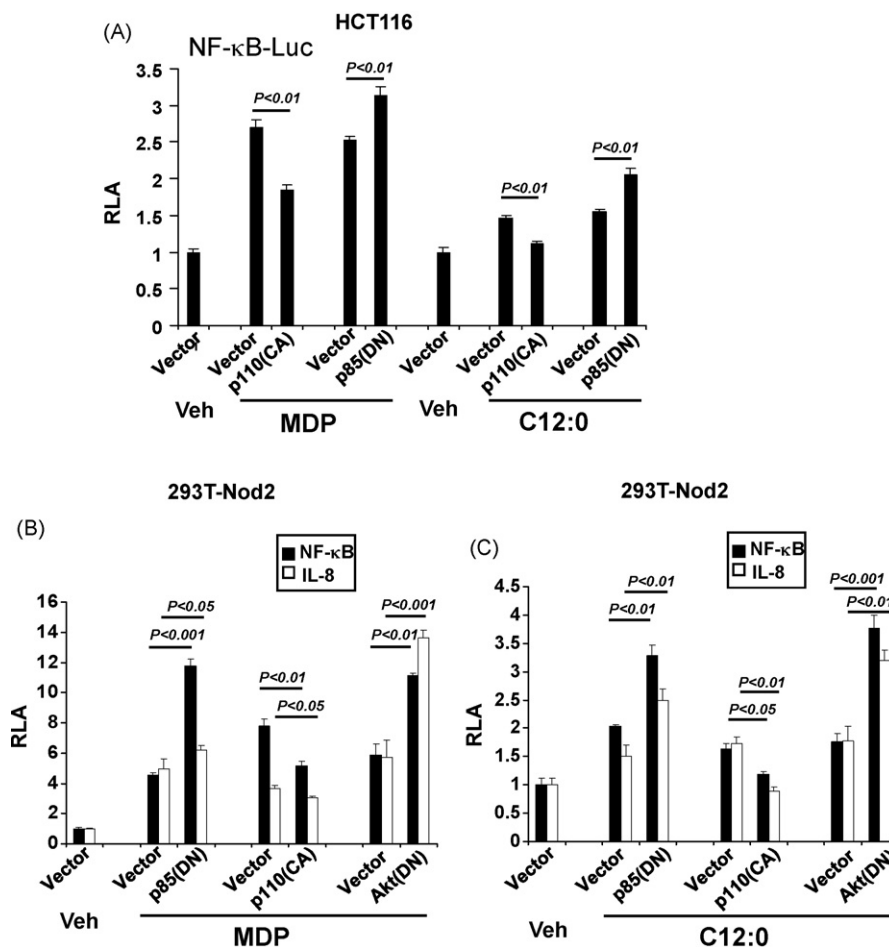 (A)
HCT116
NF-κB-Luc
3.5
3
2.5
2
1.5
1
0.5
0
RLA
P<0.01
P<0.01
P<0.01
P<0.01
Vector
Vector
p110(CA)
Vector
p85(DN)
Vector
Vector
p110(CA)
Vector
p85(DN)
Veh
MDP
Veh
C12:0
293T-Nod2
(B)
NF-κB
IL-8
16
14
12
10
8
6
4
2
0
RLA
P<0.05
P<0.001
P<0.01
P<0.05
P<0.001
P<0.01
Vector
Vector
p85(DN)
Vector
p110(CA)
Vector
Akt(DN)
Veh
MDP
293T-Nod2
(C)
NF-κB
IL-8
4.5
4
3.5
3
2.5
2
1.5
1
0.5
0
RLA
P<0.01
P<0.01
P<0.01
P<0.05
P<0.001
P<0.01
Vector
Vector
p85(DN)
Vector
p110(CA)
Vector
Akt(DN)
Veh
C12:0